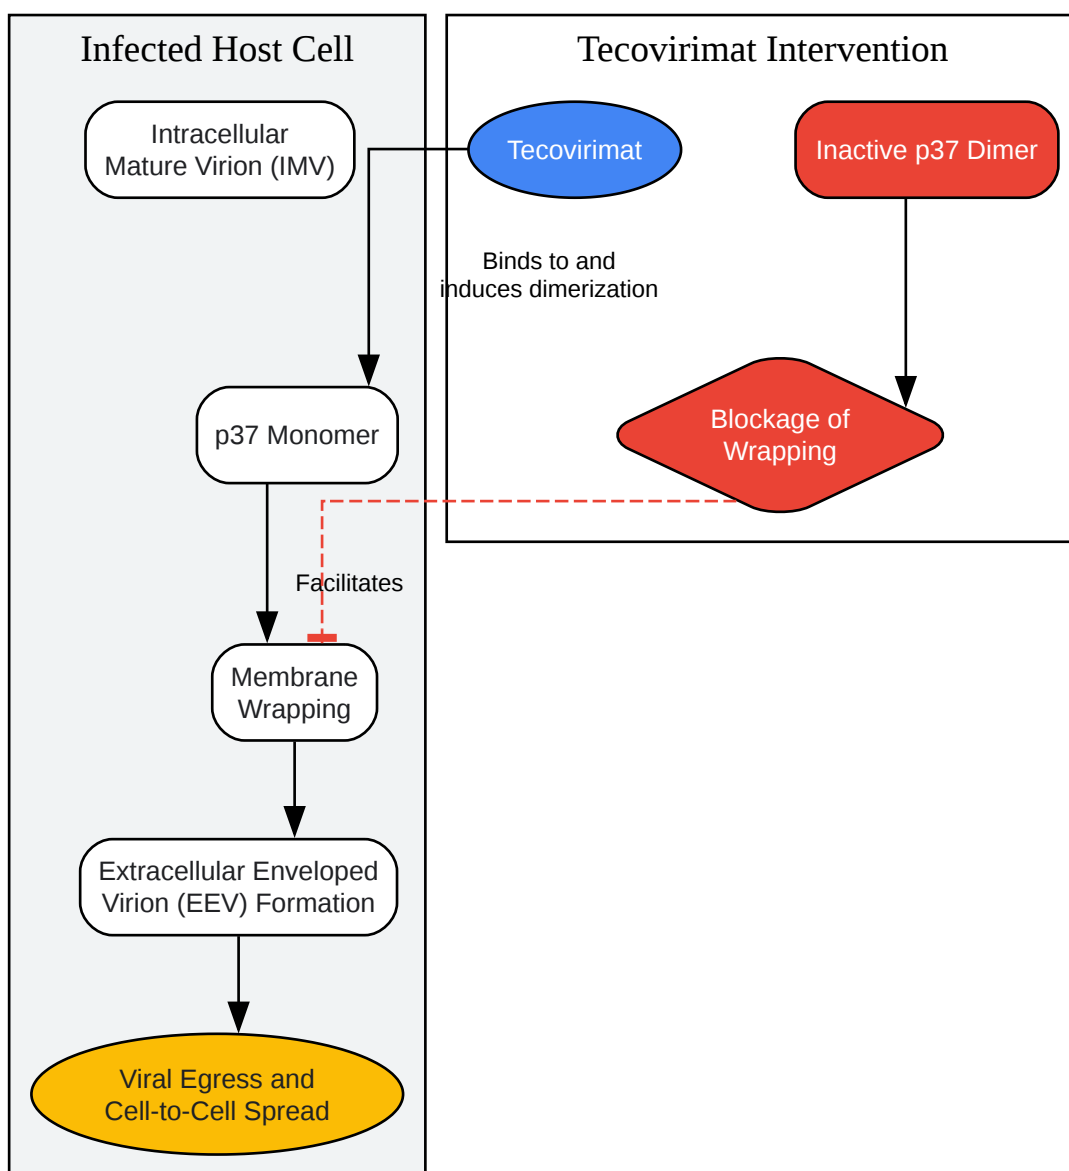 Infected Host Cell
Tecovirimat Intervention
Intracellular
Mature Virion (IMV)
Tecovirimat
Inactive p37 Dimer
Binds to and
induces dimerization
p37 Monomer
Blockage of
Wrapping
Facilitates
Membrane
Wrapping
Extracellular Enveloped
Virion (EEV) Formation
Viral Egress and
Cell-to-Cell Spread